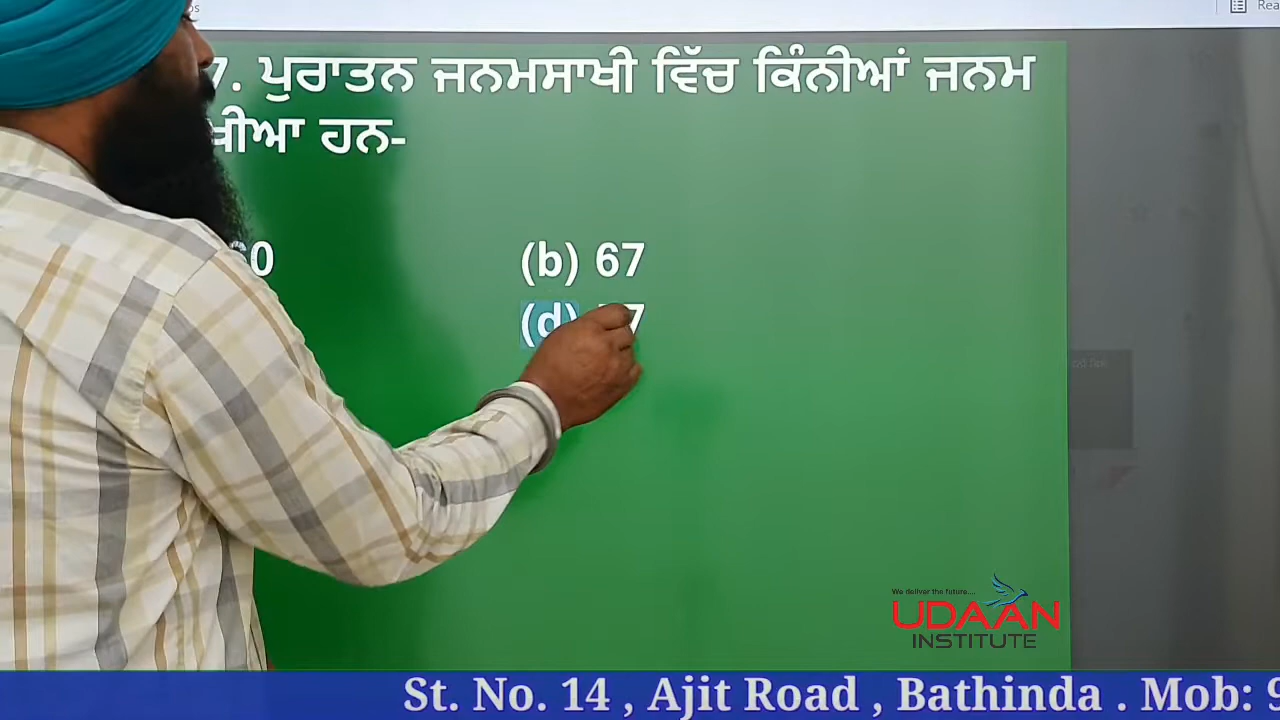 7. ਪੁਰਾਤਨ ਜਨਮਸਾਖੀ ਵਿੱਚ ਕਿੰਨੀਆਂ ਜਨਮ
ਖੀਆ ਹਨ-
60 (b) 67
(d)
We deliver the future....
UDAAN
INSTITUTE
St. No. 14 , Ajit Road , Bathinda . Mob: 9